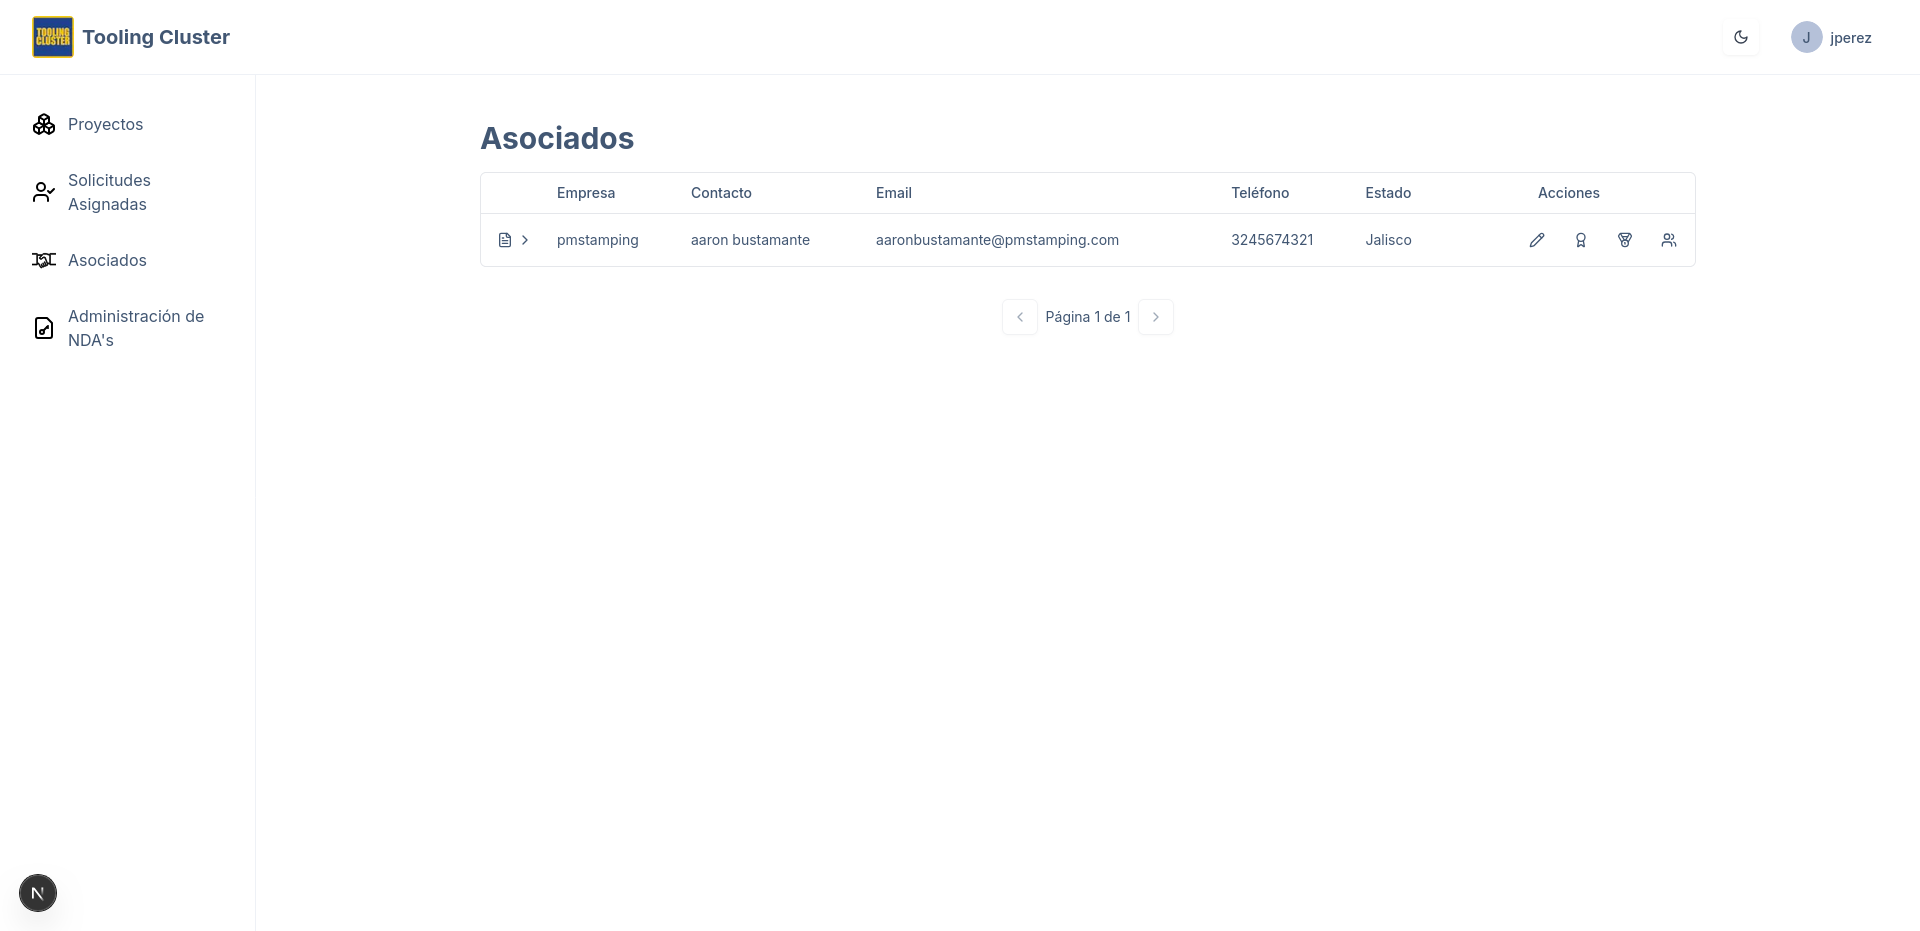 TOOLING
CLUSTER
Tooling Cluster
J
jperez
Proyectos
Solicitudes
Asignadas
Asociados
Administración de
NDA's
Asociados
Empresa Contacto Email Teléfono Estado Acciones
pmstamping aaron bustamante aaronbustamante@pmstamping.com 3245674321 Jalisco
Página 1 de 1
N